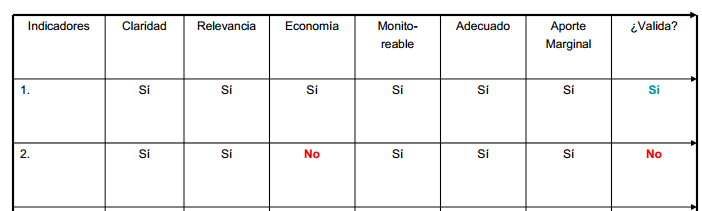 Indicadores Claridad Relevancia Economía Monito-reable Adecuado Aporte Marginal ¿Valida?
1. Sí Sí Sí Sí Sí Sí Sí
2. Sí Sí No Sí Sí Sí No